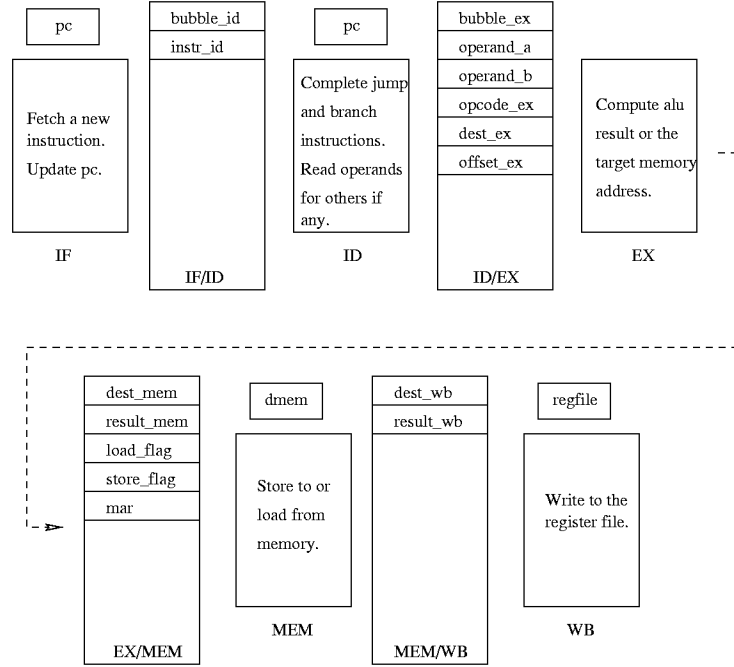 pc
Fetch a new
instruction.
Update pc.
IF
bubble_id
instr_id
IF/ID
pc
Complete jump
and branch
instructions.
Read operands
for others if
any.
ID
bubble_ex
operand_a
operand_b
opcode_ex
dest_ex
offset_ex
ID/EX
Compute alu
result or the
target memory
address.
EX
dest_mem
result_mem
load_flag
store_flag
mar
EX/MEM
dmem
Store to or
load from
memory.
MEM
dest_wb
result_wb
MEM/WB
regfile
Write to the
register file.
WB